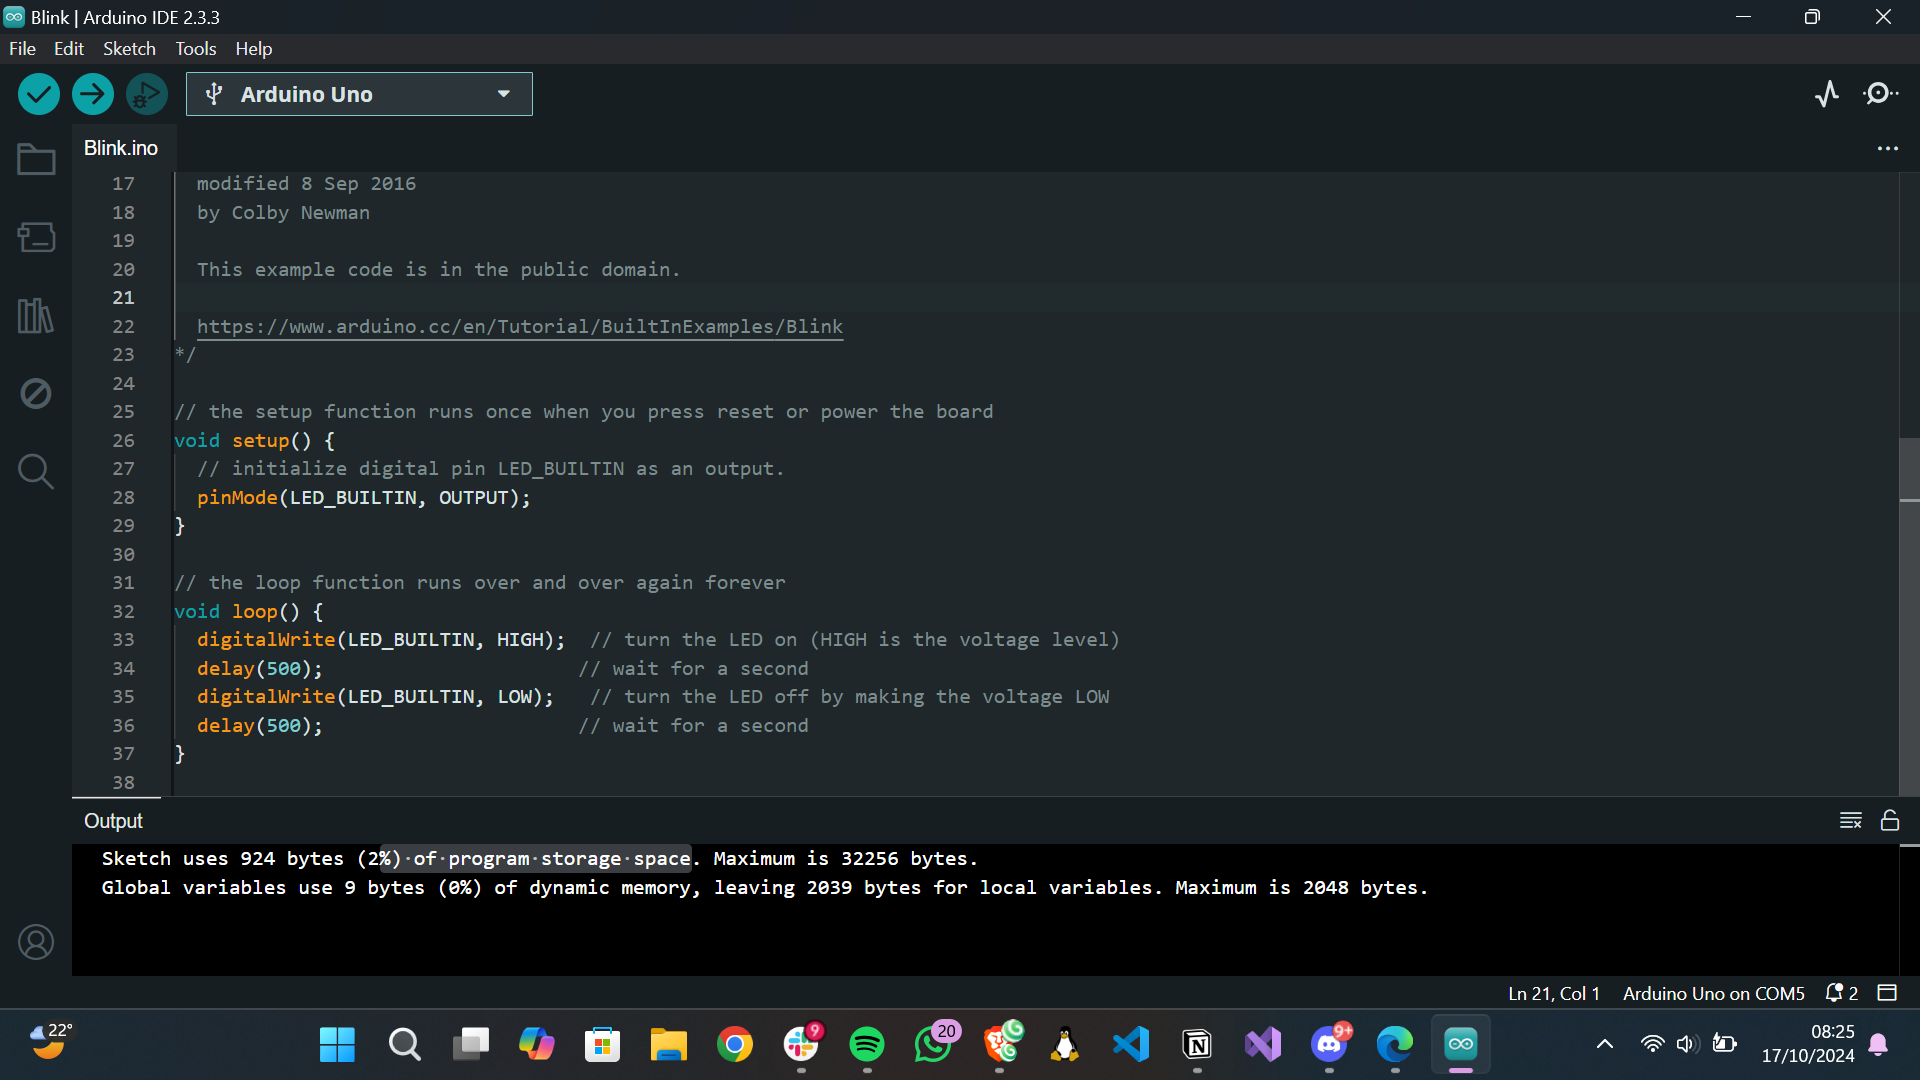 Blink | Arduino IDE 2.3.3
File Edit Sketch Tools Help
Arduino Uno
Blink.ino
17 modified 8 Sep 2016
18 by Colby Newman
19
20 This example code is in the public domain.
21
22 https://www.arduino.cc/en/Tutorial/BuiltInExamples/Blink
23 */
24
25 // the setup function runs once when you press reset or power the board
26 void setup() {
27 // initialize digital pin LED_BUILTIN as an output.
28 pinMode(LED_BUILTIN, OUTPUT);
29 }
30
31 // the loop function runs over and over again forever
32 void loop() {
33 digitalWrite(LED_BUILTIN, HIGH); // turn the LED on (HIGH is the voltage level)
34 delay(500); // wait for a second
35 digitalWrite(LED_BUILTIN, LOW); // turn the LED off by making the voltage LOW
36 delay(500); // wait for a second
37 }
38
Output
Sketch uses 924 bytes (2%)·of·program·storage·space. Maximum is 32256 bytes.
Global variables use 9 bytes (0%) of dynamic memory, leaving 2039 bytes for local variables. Maximum is 2048 bytes.
Ln 21, Col 1 Arduino Uno on COM5 2
22° 9 20 9+ 08:25
17/10/2024